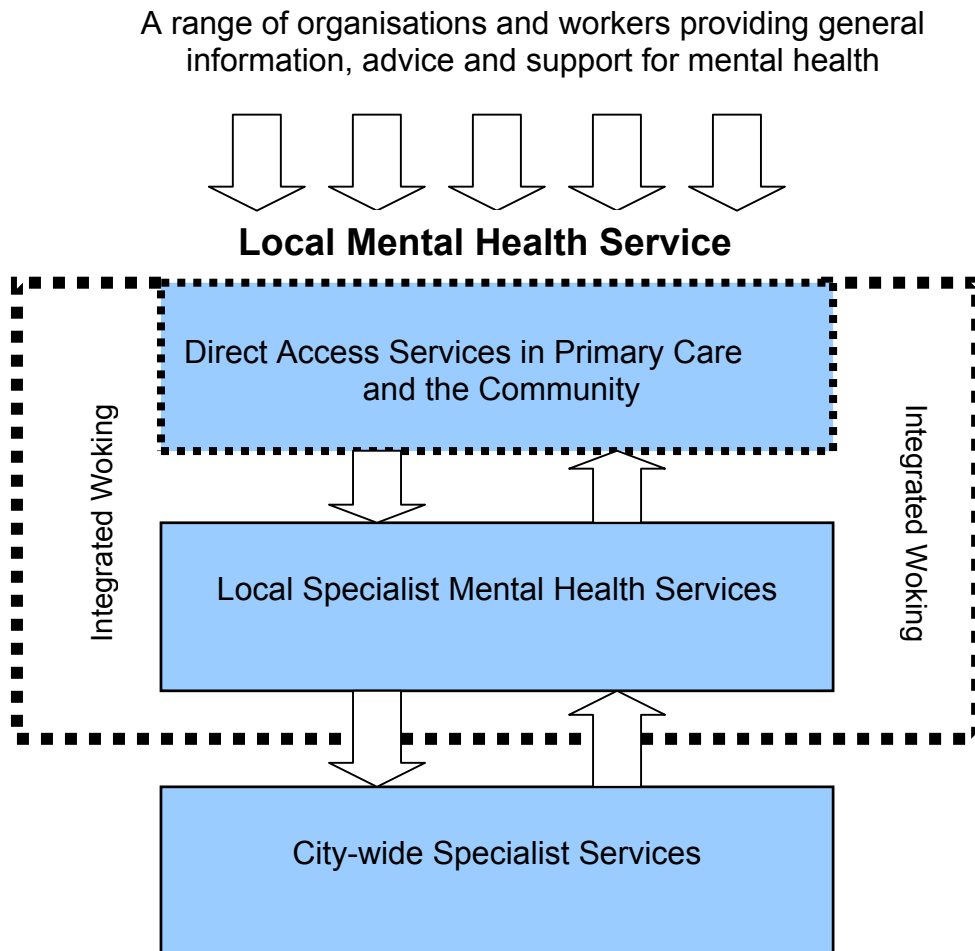 A range of organisations and workers providing general
information, advice and support for mental health
Local Mental Health Service
Direct Access Services in Primary Care
and the Community
Integrated Woking
Integrated Woking
Local Specialist Mental Health Services
City-wide Specialist Services